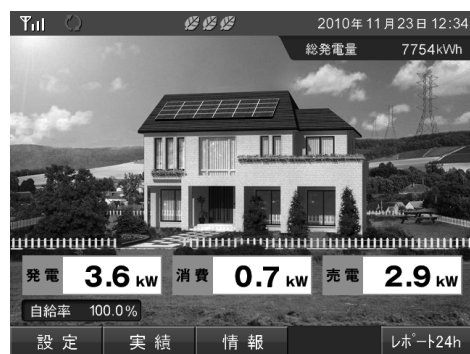 2010年11月23日 12:34
総発電量 7754kWh
発電 3.6 kW 消費 0.7 kW 売電 2.9 kW
自給率 100.0%
設定 実績 情報 レポート24h